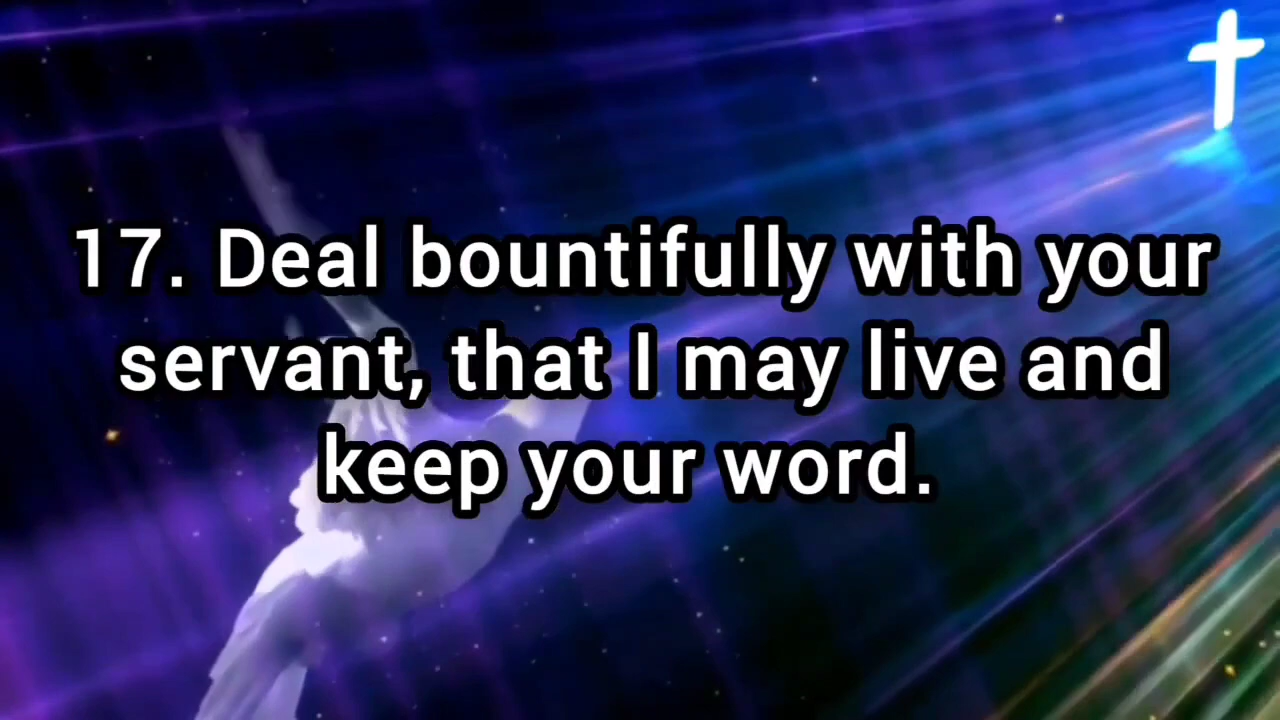 17. Deal bountifully with your
servant, that I may live and
keep your word.